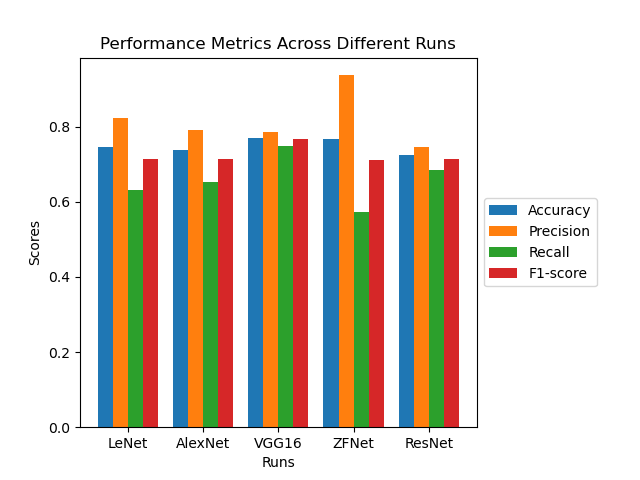 Performance Metrics Across Different Runs
Scores
0.8
0.6
0.4
0.2
0.0
LeNet AlexNet VGG16 ZFNet ResNet
Runs
Accuracy
Precision
Recall
F1-score